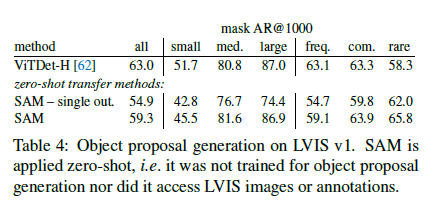 mask AR@1000
method all small med. large freq. com. rare
ViTDet-H [62] 63.0 51.7 80.8 87.0 63.1 63.3 58.3
zero-shot transfer methods:
SAM – single out. 54.9 42.8 76.7 74.4 54.7 59.8 62.0
SAM 59.3 45.5 81.6 86.9 59.1 63.9 65.8
Table 4: Object proposal generation on LVIS v1. SAM is
applied zero-shot, i.e. it was not trained for object proposal
generation nor did it access LVIS images or annotations.